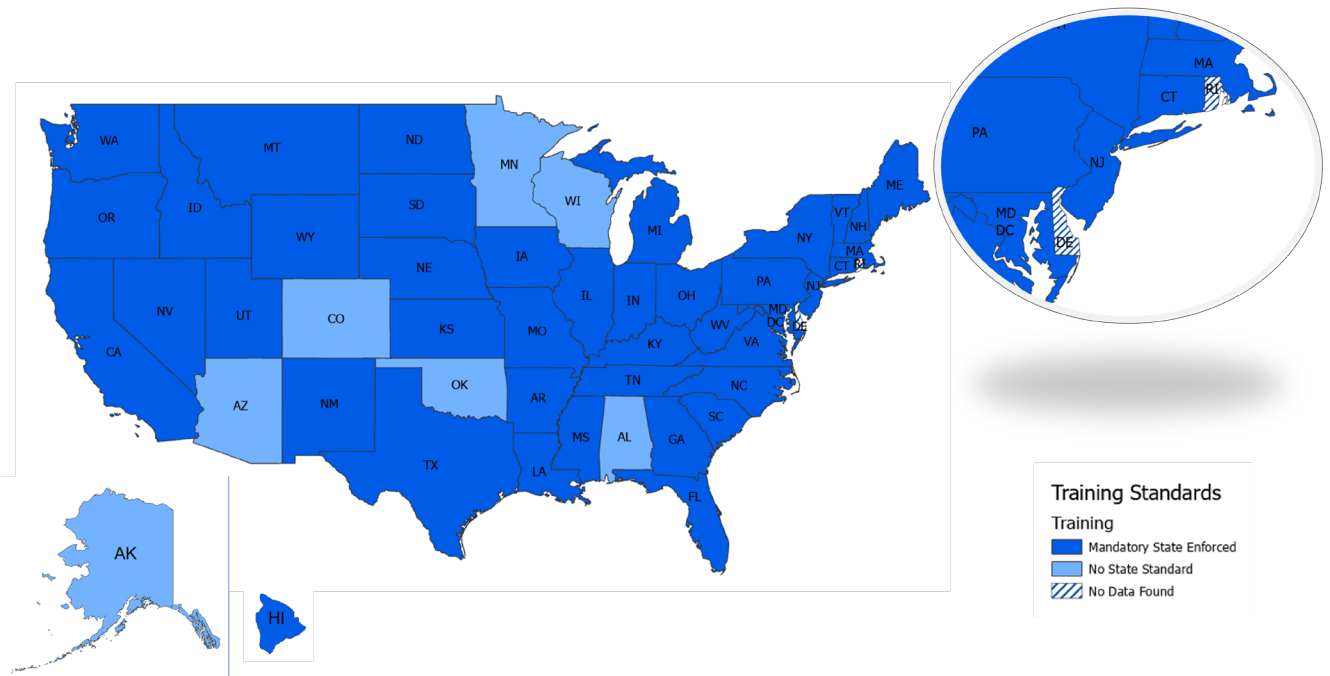 WA
MT
ND
MN
OR
ID
SD
WI
WY
MI
ME
VT
NH
NY
MA
IA
NE
CT
RI
PA
NV
UT
CO
KS
MO
IL
IN
OH
NJ
MD
DC
DE
WV
VA
KY
CA
AZ
NM
OK
AR
TN
NC
SC
MS
AL
GA
TX
LA
FL
AK
HI
MA
RI
CT
PA
NJ
MD
DC
DE
Training Standards
Training
Mandatory State Enforced
No State Standard
No Data Found